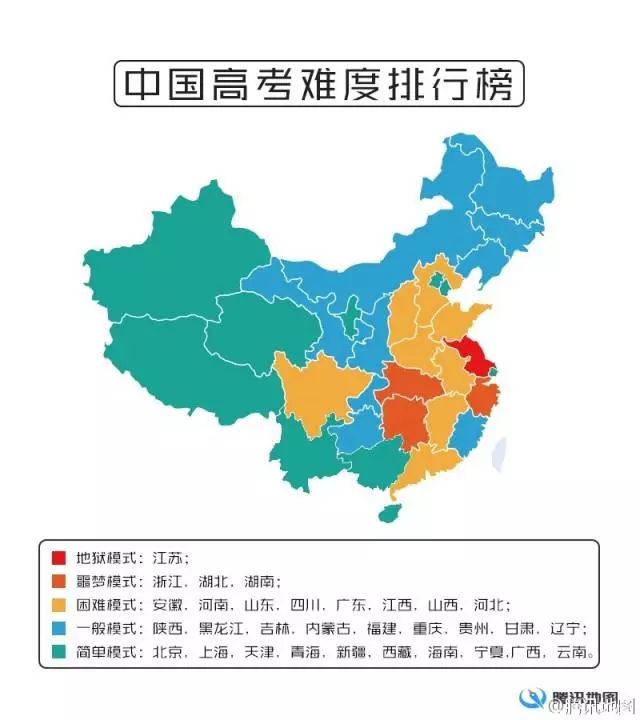 中国高考难度排行榜
地狱模式：江苏；
噩梦模式：浙江，湖北，湖南；
困难模式：安徽，河南，山东，四川，广东，江西，山西，河北；
一般模式：陕西，黑龙江，吉林，内蒙古，福建，重庆，贵州，甘肃，辽宁；
简单模式：北京，上海，天津，青海，新疆，西藏，海南，宁夏,广西，云南。
腾讯地图
@腾讯地图